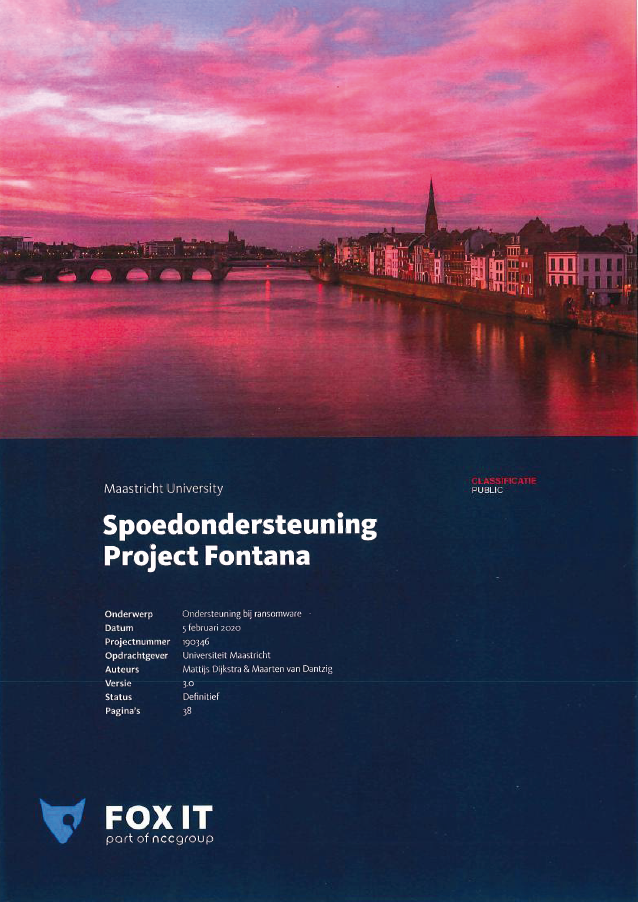 Maastricht University
CLASSIFICATIE
PUBLIC
Spoedondersteuning
Project Fontana
Onderwerp Ondersteuning bij ransomware
Datum 5 februari 2020
Projectnummer 190346
Opdrachtgever Universiteit Maastricht
Auteurs Mattijs Dijkstra & Maarten van Dantzig
Versie 3.0
Status Definitief
Pagina's 38
FOX IT
part of nccgroup